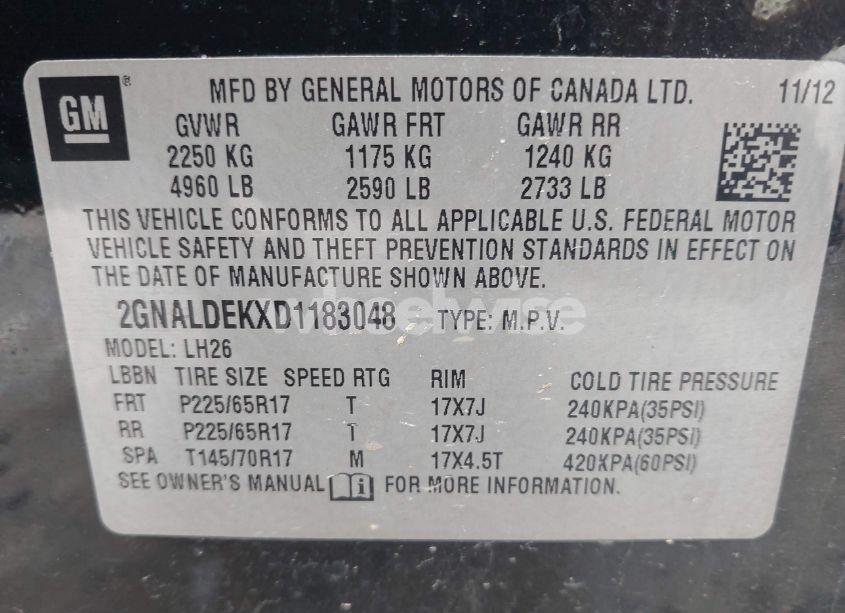 GM ® MFD BY GENERAL MOTORS OF CANADA LTD. 11/12
GVWR GAWR FRT GAWR RR
2250 KG 1175 KG 1240 KG
4960 LB 2590 LB 2733 LB
THIS VEHICLE CONFORMS TO ALL APPLICABLE U.S. FEDERAL MOTOR
VEHICLE SAFETY AND THEFT PREVENTION STANDARDS IN EFFECT ON
THE DATE OF MANUFACTURE SHOWN ABOVE.
2GNALDEKXD1183048 TYPE: M.P.V.
MODEL: LH26
LBBN TIRE SIZE SPEED RTG RIM COLD TIRE PRESSURE
FRT P225/65R17 T 17X7J 240KPA(35PSI)
RR P225/65R17 T 17X7J 240KPA(35PSI)
SPA T145/70R17 M 17X4.5T 420KPA(60PSI)
SEE OWNER'S MANUAL i FOR MORE INFORMATION.